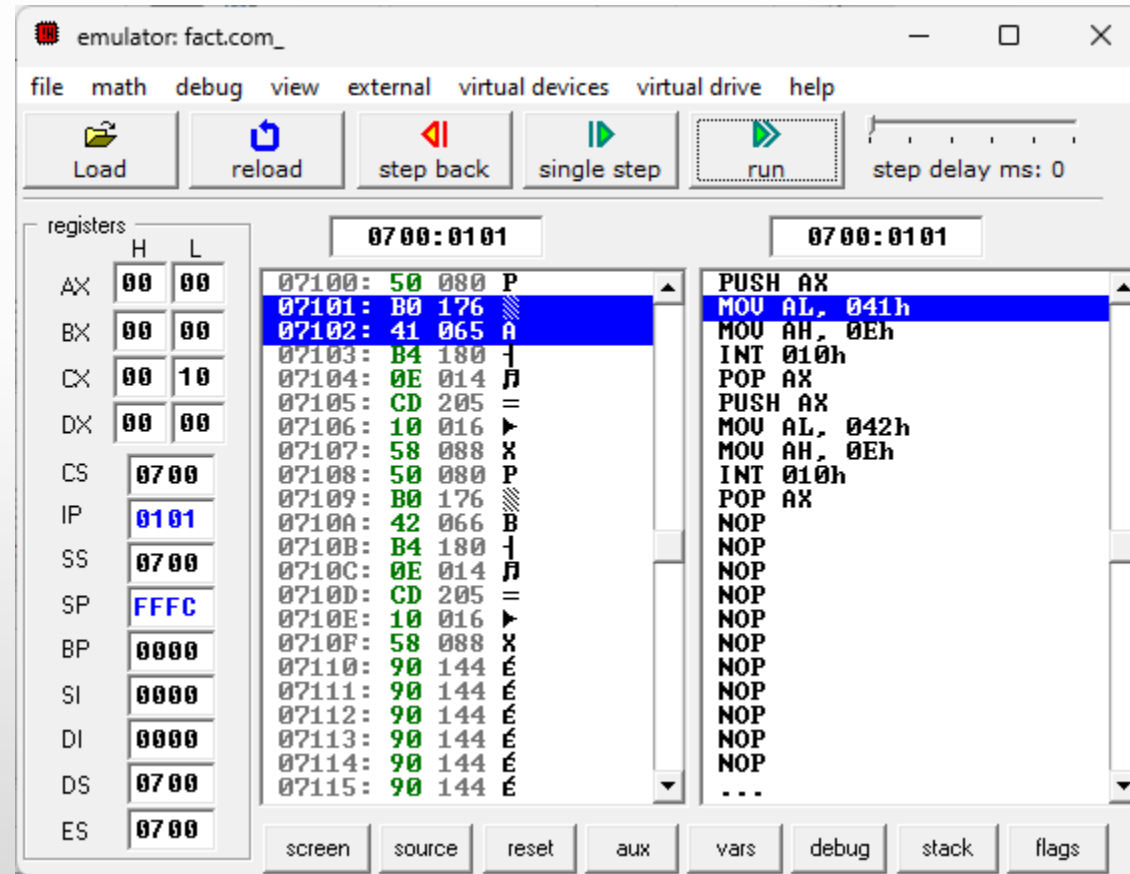 emulator: fact.com_
file math debug view external virtual devices virtual drive help
Load reload step back single step run step delay ms: 0
registers
H L
0700:0101 0700:0101
AX 00 00
BX 00 00
CX 00 10
DX 00 00
CS 0700
IP 0101
SS 0700
SP FFFC
BP 0000
SI 0000
DI 0000
DS 0700
ES 0700
07100: 50 080 P
07101: B0 176 ▒
07102: 41 065 A
07103: B4 180 ┤
07104: 0E 014 ♫
07105: CD 205 =
07106: 10 016 ►
07107: 58 088 X
07108: 50 080 P
07109: B0 176 ▒
0710A: 42 066 B
0710B: B4 180 ┤
0710C: 0E 014 ♫
0710D: CD 205 =
0710E: 10 016 ►
0710F: 58 088 X
07110: 90 144 É
07111: 90 144 É
07112: 90 144 É
07113: 90 144 É
07114: 90 144 É
07115: 90 144 É
PUSH AX
MOV AL, 041h
MOV AH, 0Eh
INT 010h
POP AX
PUSH AX
MOV AL, 042h
MOV AH, 0Eh
INT 010h
POP AX
NOP
NOP
NOP
NOP
NOP
NOP
NOP
NOP
NOP
NOP
NOP
...
screen source reset aux vars debug stack flags